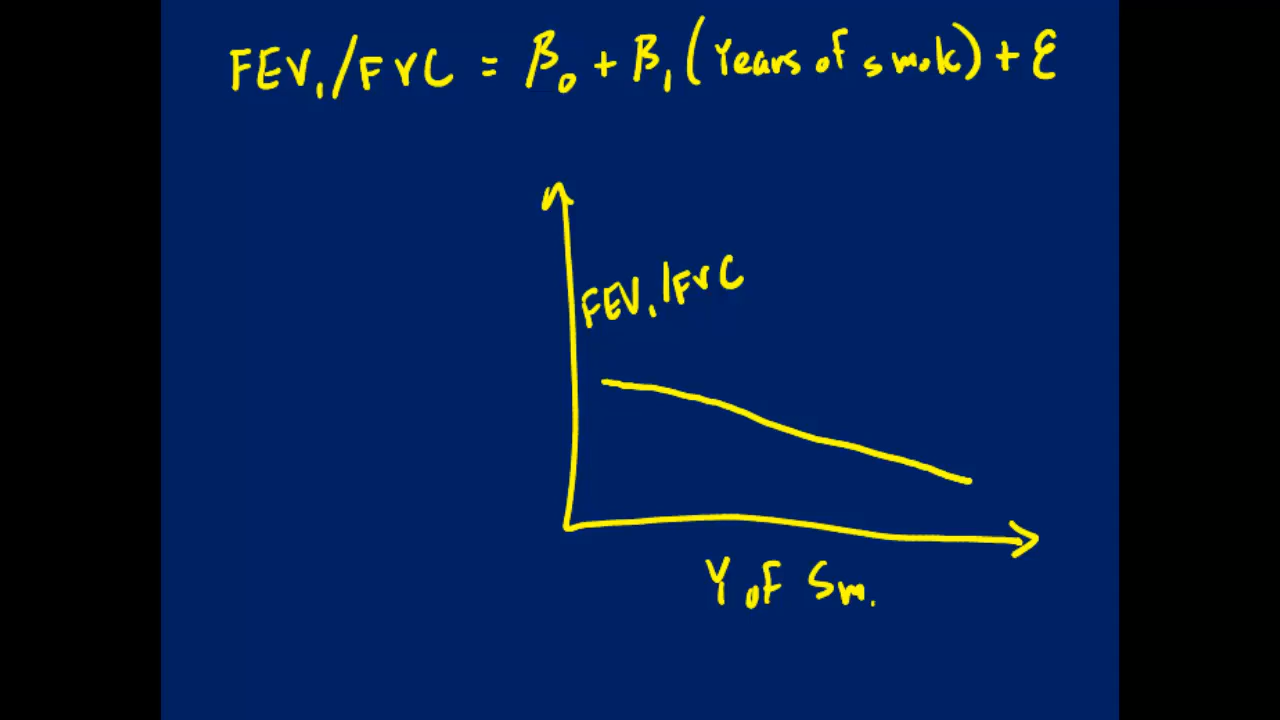 FEV₁/FVC = β₀ + β₁(Years of smok) + ε
FEV₁/FVC
Y of Sm.